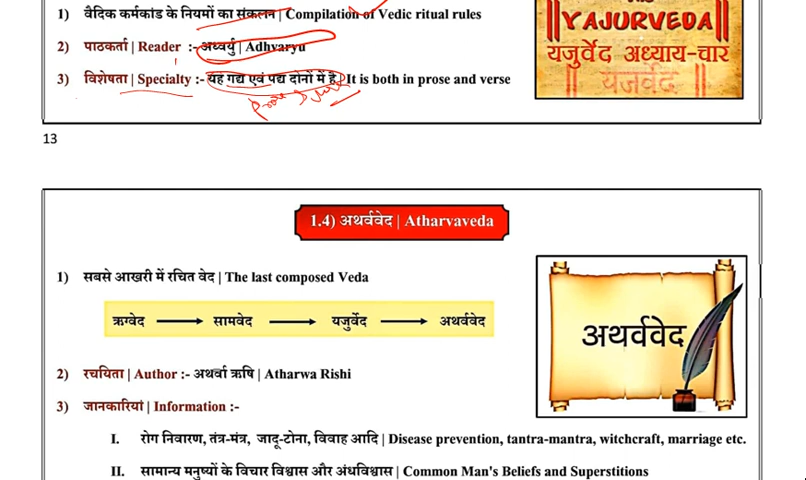 1) वैदिक कर्मकांड के नियमों का संकलन | Compilation of Vedic ritual rules
2) पाठकर्ता | Reader :- अध्वर्यु | Adhvaryu
3) विशेषता | Specialty :- यह गद्य एवं पद्य दोनो में है | It is both in prose and verse
||YAJURVEDA||
यजुर्वेद अध्याय-चार
|| यजर्वेद ||
Prose
13
1.4) अथर्ववेद | Atharvaveda
1) सबसे आखरी में रचित वेद | The last composed Veda
ऋग्वेद → सामवेद → यजुर्वेद → अथर्ववेद
अथर्ववेद
2) रचयिता | Author :- अथर्वा ऋषि | Atharwa Rishi
3) जानकारियां | Information :-
I. रोग निवारण, तंत्र-मंत्र, जादू-टोना, विवाह आदि | Disease prevention, tantra-mantra, witchcraft, marriage etc.
II. सामान्य मनुष्यों के विचार विश्वास और अंधविश्वास | Common Man's Beliefs and Superstitions